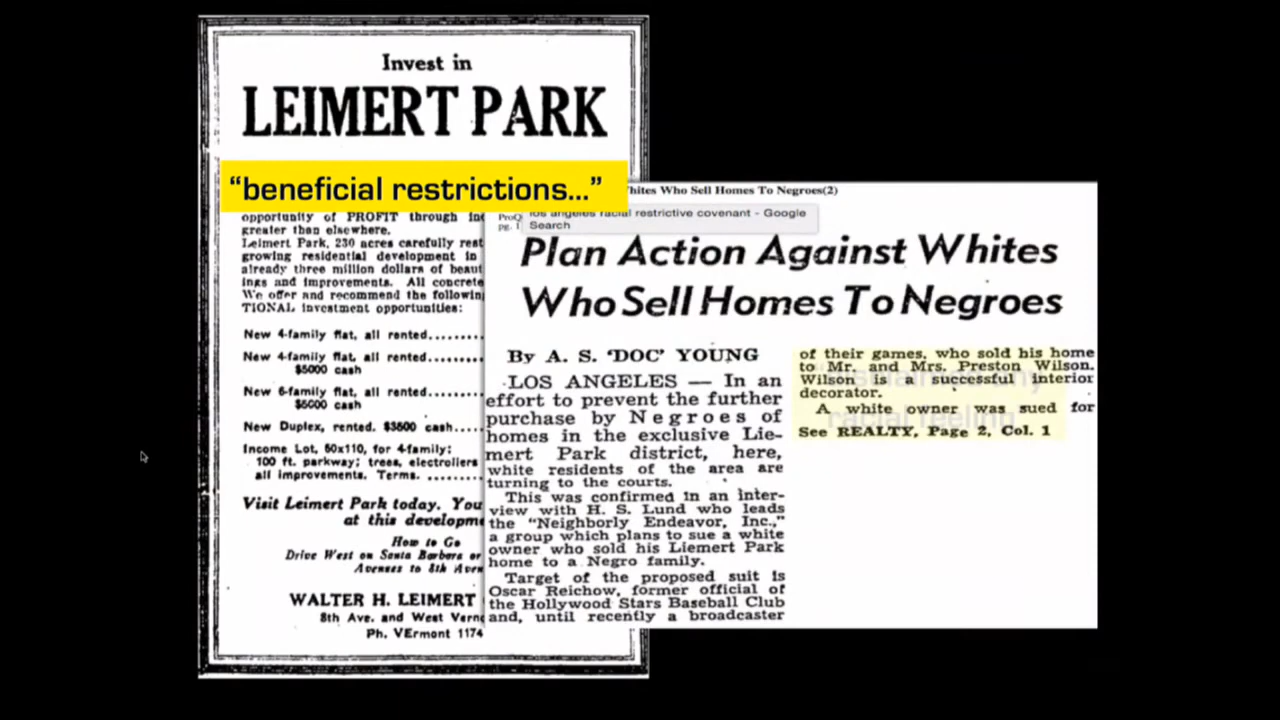 Invest in
LEIMERT PARK
“beneficial restrictions...”
opportunity of PROFIT through
greater than elsewhere.
Leimert Park, 230 acres carefully
growing residential development in
already three million dollars of
ings and improvements. All concrete
We offer and recommend the
TIONAL investment opportunities:
New 4-family flat, all rented........
New 4-family flat, all rented........
$5000 cash
New 6-family flat, all rented........
$5000 cash
New Duplex, rented. $3500 cash.....
Income Lot, 50x110, for 4-family;
100 ft. parkway; trees, electroliers
all improvements. Terms. ........
Visit Leimert Park today. You
at this
How to Go
Drive West on Santa Barbara or
Avenues to 8th
WALTER H. LEIMERT
8th Ave. and West
Ph. VErmont 1174
Whites Who Sell Homes To Negroes(2)
pg. 1
los angeles racial restrictive covenant - Google
Search
Plan Action Against Whites
Who Sell Homes To Negroes
By A. S. 'DOC' YOUNG
LOS ANGELES — In an
effort to prevent the further
purchase by Negroes of
homes in the exclusive Lie-
mert Park district, here,
white residents of the area are
turning to the courts.
This was confirmed in an inter-
view with H. S. Lund who leads
the "Neighborly Endeavor, Inc.,"
a group which plans to sue a white
owner who sold his Liemert Park
home to a Negro family.
Target of the proposed suit is
Oscar Reichow, former official of
the Hollywood Stars Baseball Club
and, until recently a broadcaster
of their games, who sold his home
to Mr. and Mrs. Preston Wilson.
Wilson is a successful interior
decorator.
A white owner was sued for
See REALTY, Page 2, Col. 1
racial feeling